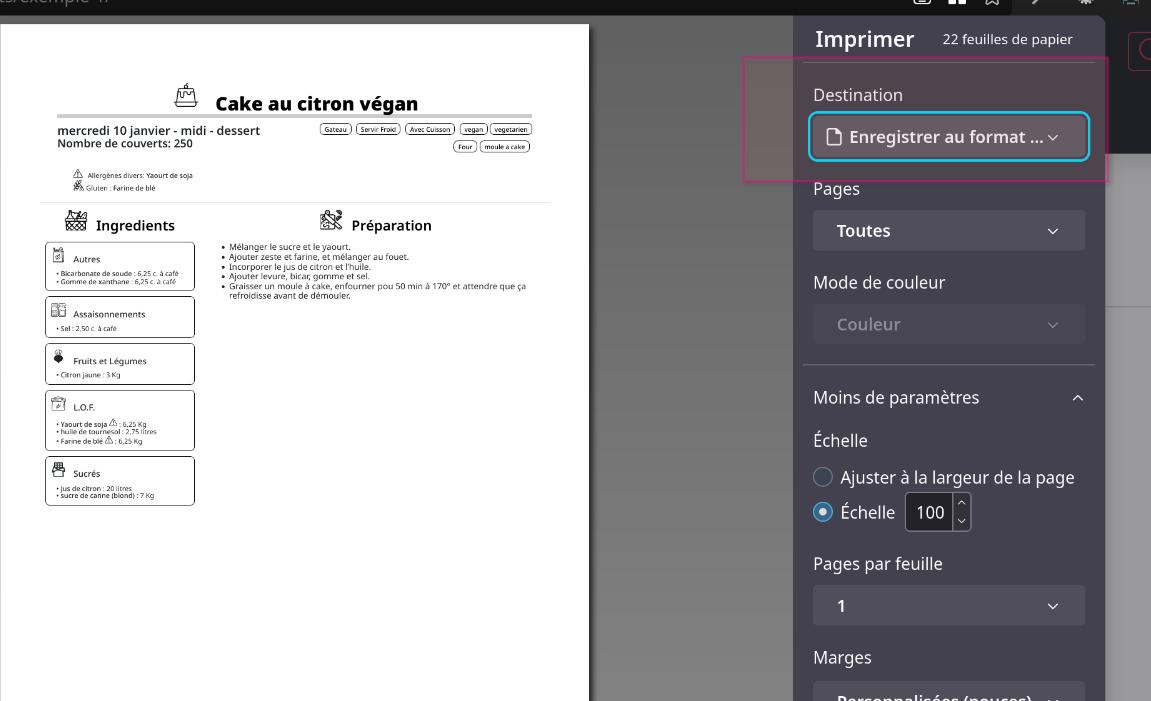 Imprimer
22 feuilles de papier
Cake au citron végan
mercredi 10 janvier - midi - dessert
Nombre de couverts: 250
Gateau
Servir Froid
Avec Cuisson
vegan
vegetarien
Four
moule a cake
Allergènes divers: Yaourt de soja
Gluten : Farine de blé
Ingredients
Autres
• Bicarbonate de soude : 6,25 c. à café
• Gomme de xanthane : 6,25 c. à café
Assaisonnements
• Sel : 2,50 c. à café
Fruits et Légumes
• Citron jaune : 3 Kg
L.O.F.
• Yaourt de soja : 6,25 Kg
• huile de tournesol : 2,75 litres
• Farine de blé : 6,25 Kg
Sucrés
• jus de citron : 20 litres
• sucre de canne (blond) : 7 Kg
Préparation
• Mélanger le sucre et le yaourt.
• Ajouter zeste et farine, et mélanger au fouet.
• Incorporer le jus de citron et l'huile.
• Ajouter levure, bicar, gomme et sel.
• Graisser un moule à cake, enfourner pou 50 min à 170° et attendre que ça
refroidisse avant de démouler.
Destination
Enregistrer au format ...
Pages
Toutes
Mode de couleur
Couleur
Moins de paramètres
Échelle
Ajuster à la largeur de la page
Échelle 100
Pages par feuille
1
Marges
Personnalisées (pouces)